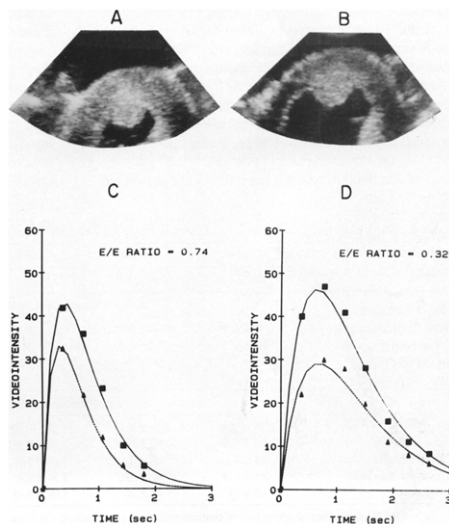 A
B
C
D
E/E RATIO = 0.74
E/E RATIO = 0.32
VIDEOINTENSITY
60
50
40
30
20
10
0
0
1
2
3
TIME (sec)
VIDEOINTENSITY
60
50
40
30
20
10
0
0
1
2
3
TIME (sec)